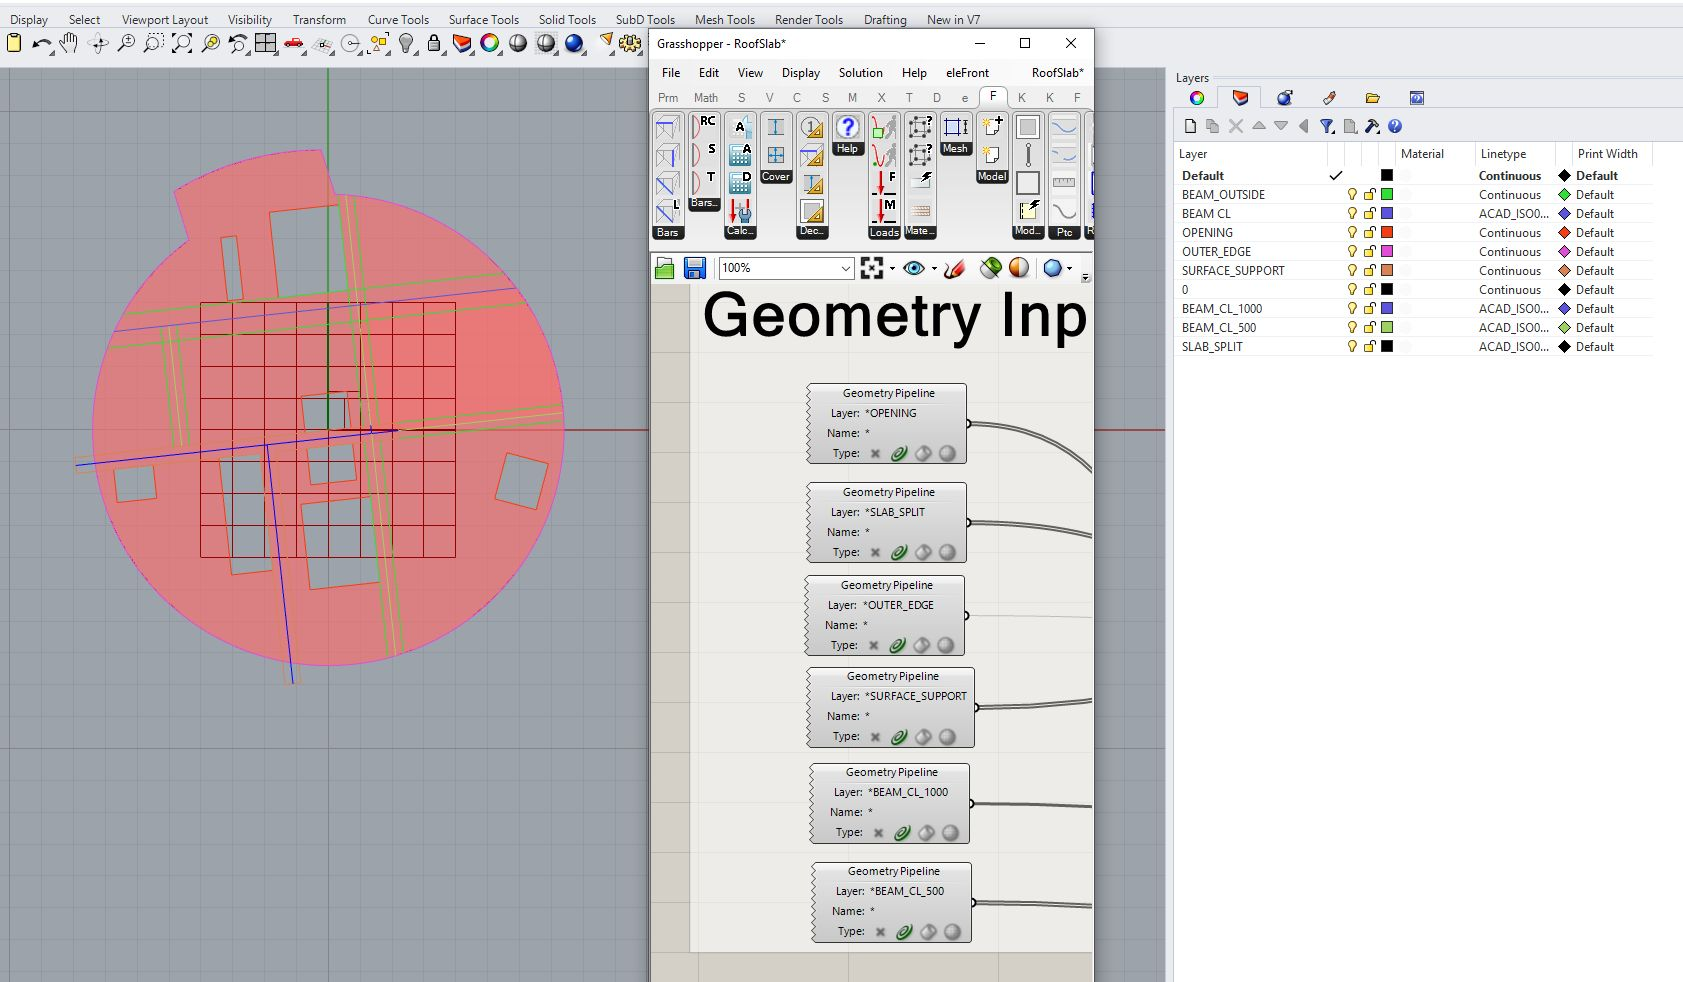 Display Select Viewport Layout Visibility Transform Curve Tools Surface Tools Solid Tools SubD Tools Mesh Tools Render Tools Drafting New in V7
Grasshopper - RoofSlab*
File Edit View Display Solution Help eleFront RoofSlab*
Prm Math S V C S M X T D e F K K F
RC
S
T
L
A
A
D
1
?
F
M
Help
Mesh
Cover
Model
Bars...
Bars
Calc...
Dec...
Loads
Mate...
Mod...
Ptc
100%
Geometry Inp
Geometry Pipeline
Layer: *OPENING
Name: *
Type:
Geometry Pipeline
Layer: *SLAB_SPLIT
Name: *
Type:
Geometry Pipeline
Layer: *OUTER_EDGE
Name: *
Type:
Geometry Pipeline
Layer: *SURFACE_SUPPORT
Name: *
Type:
Geometry Pipeline
Layer: *BEAM_CL_1000
Name: *
Type:
Geometry Pipeline
Layer: *BEAM_CL_500
Name: *
Type:
Layers
Layer Material Linetype Print Width
Default Continuous Default
BEAM_OUTSIDE Continuous Default
BEAM CL ACAD_ISO0... Default
OPENING Continuous Default
OUTER_EDGE Continuous Default
SURFACE_SUPPORT Continuous Default
0 Continuous Default
BEAM_CL_1000 ACAD_ISO0... Default
BEAM_CL_500 ACAD_ISO0... Default
SLAB_SPLIT ACAD_ISO0... Default